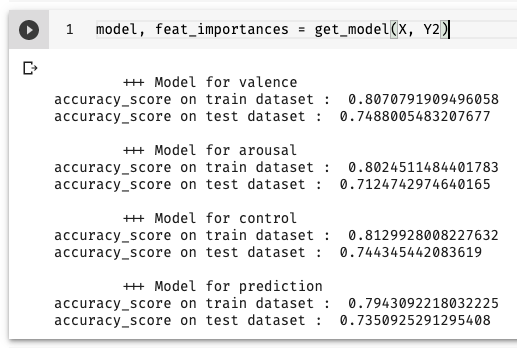 1 model, feat_importances = get_model(X, Y2)
+++ Model for valence
accuracy_score on train dataset : 0.8070791909496058
accuracy_score on test dataset : 0.7488005483207677
+++ Model for arousal
accuracy_score on train dataset : 0.8024511484401783
accuracy_score on test dataset : 0.7124742974640165
+++ Model for control
accuracy_score on train dataset : 0.8129928008227632
accuracy_score on test dataset : 0.744345442083619
+++ Model for prediction
accuracy_score on train dataset : 0.7943092218032225
accuracy_score on test dataset : 0.7350925291295408